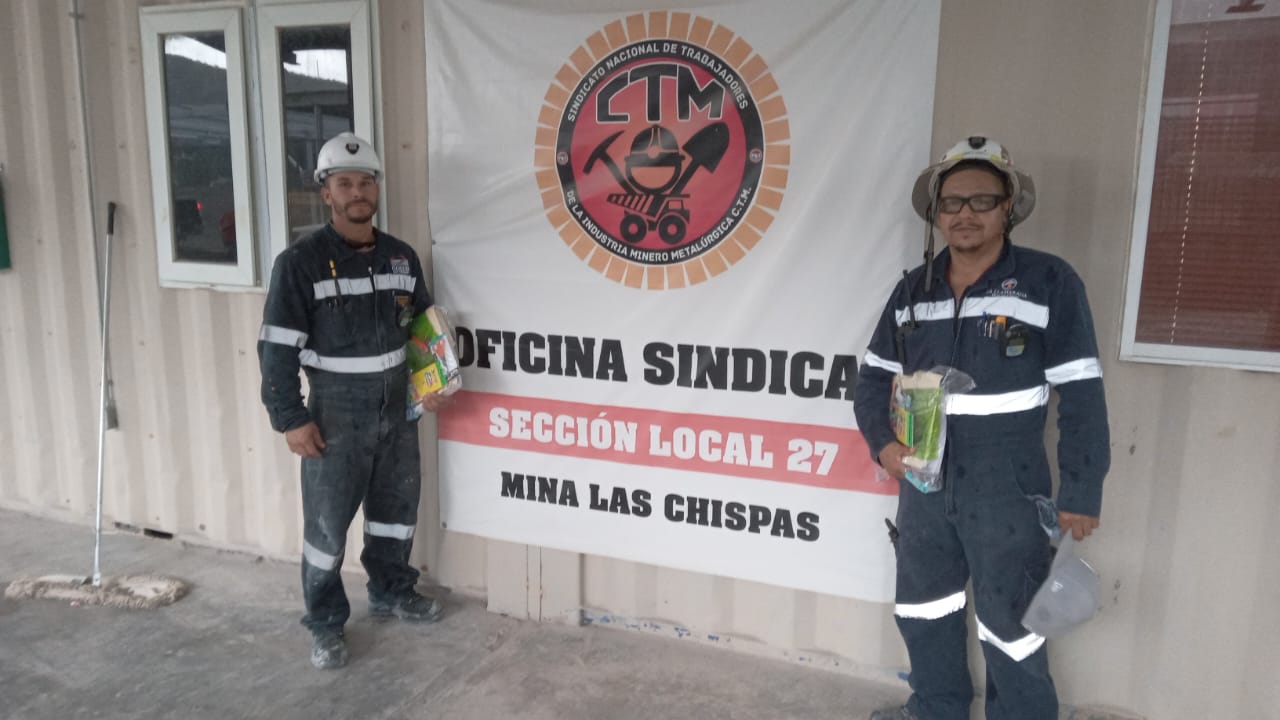 SINDICATO NACIONAL DE TRABAJADORES
CTM
DE LA INDUSTRIA MINERO METALÚRGICA C.T.M.
OFICINA SINDICA
SECCIÓN LOCAL 27
MINA LAS CHISPAS